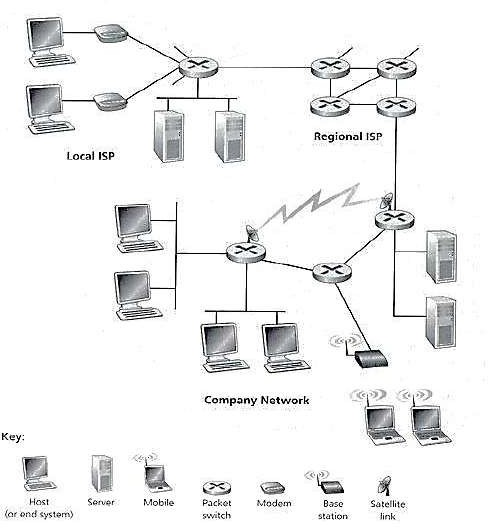 Local ISP
Regional ISP
Company Network
Key:
Host
(or end system)
Server
Mobile
Packet
switch
Modem
Base
station
Satellite
link